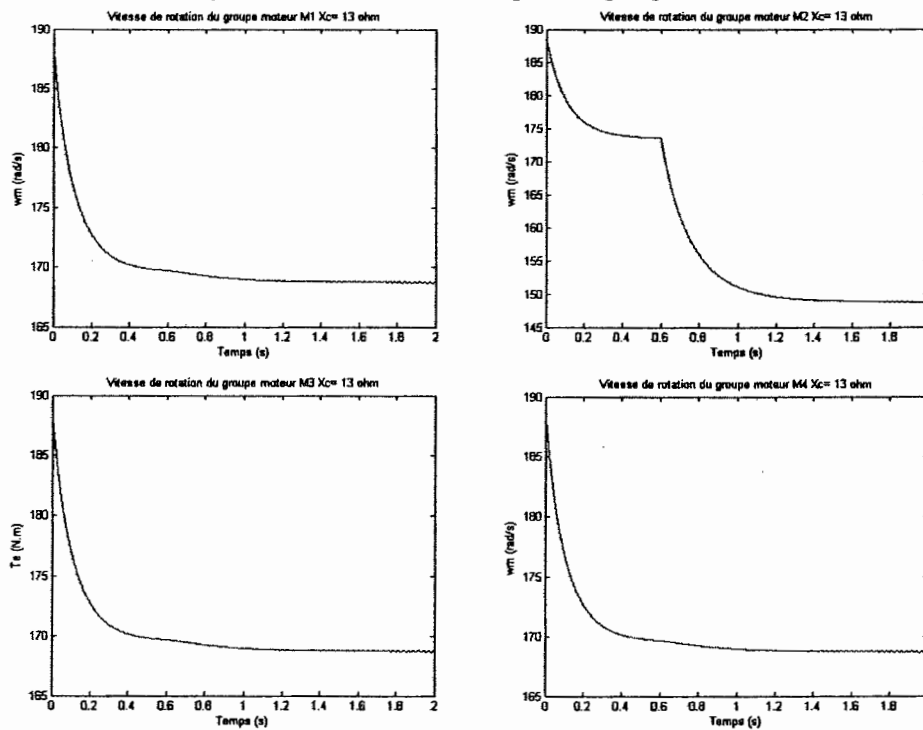 Vitesse de rotation du groupe moteur M1 Xc= 13 ohm
190
185
180
175
170
165
wm (rad/s)
0 0.2 0.4 0.6 0.8 1 1.2 1.4 1.6 1.8 2
Temps (s)
Vitesse de rotation du groupe moteur M2 Xc= 13 ohm
190
185
180
175
170
165
160
155
150
145
wm (rad/s)
0 0.2 0.4 0.6 0.8 1 1.2 1.4 1.6 1.8
Temps (s)
Vitesse de rotation du groupe moteur M3 Xc= 13 ohm
190
185
180
175
170
165
Te (N.m)
0 0.2 0.4 0.6 0.8 1 1.2 1.4 1.6 1.8 2
Temps (s)
Vitesse de rotation du groupe moteur M4 Xc= 13 ohm
190
185
180
175
170
165
wm (rad/s)
0 0.2 0.4 0.6 0.8 1 1.2 1.4 1.6 1.8
Temps (s)